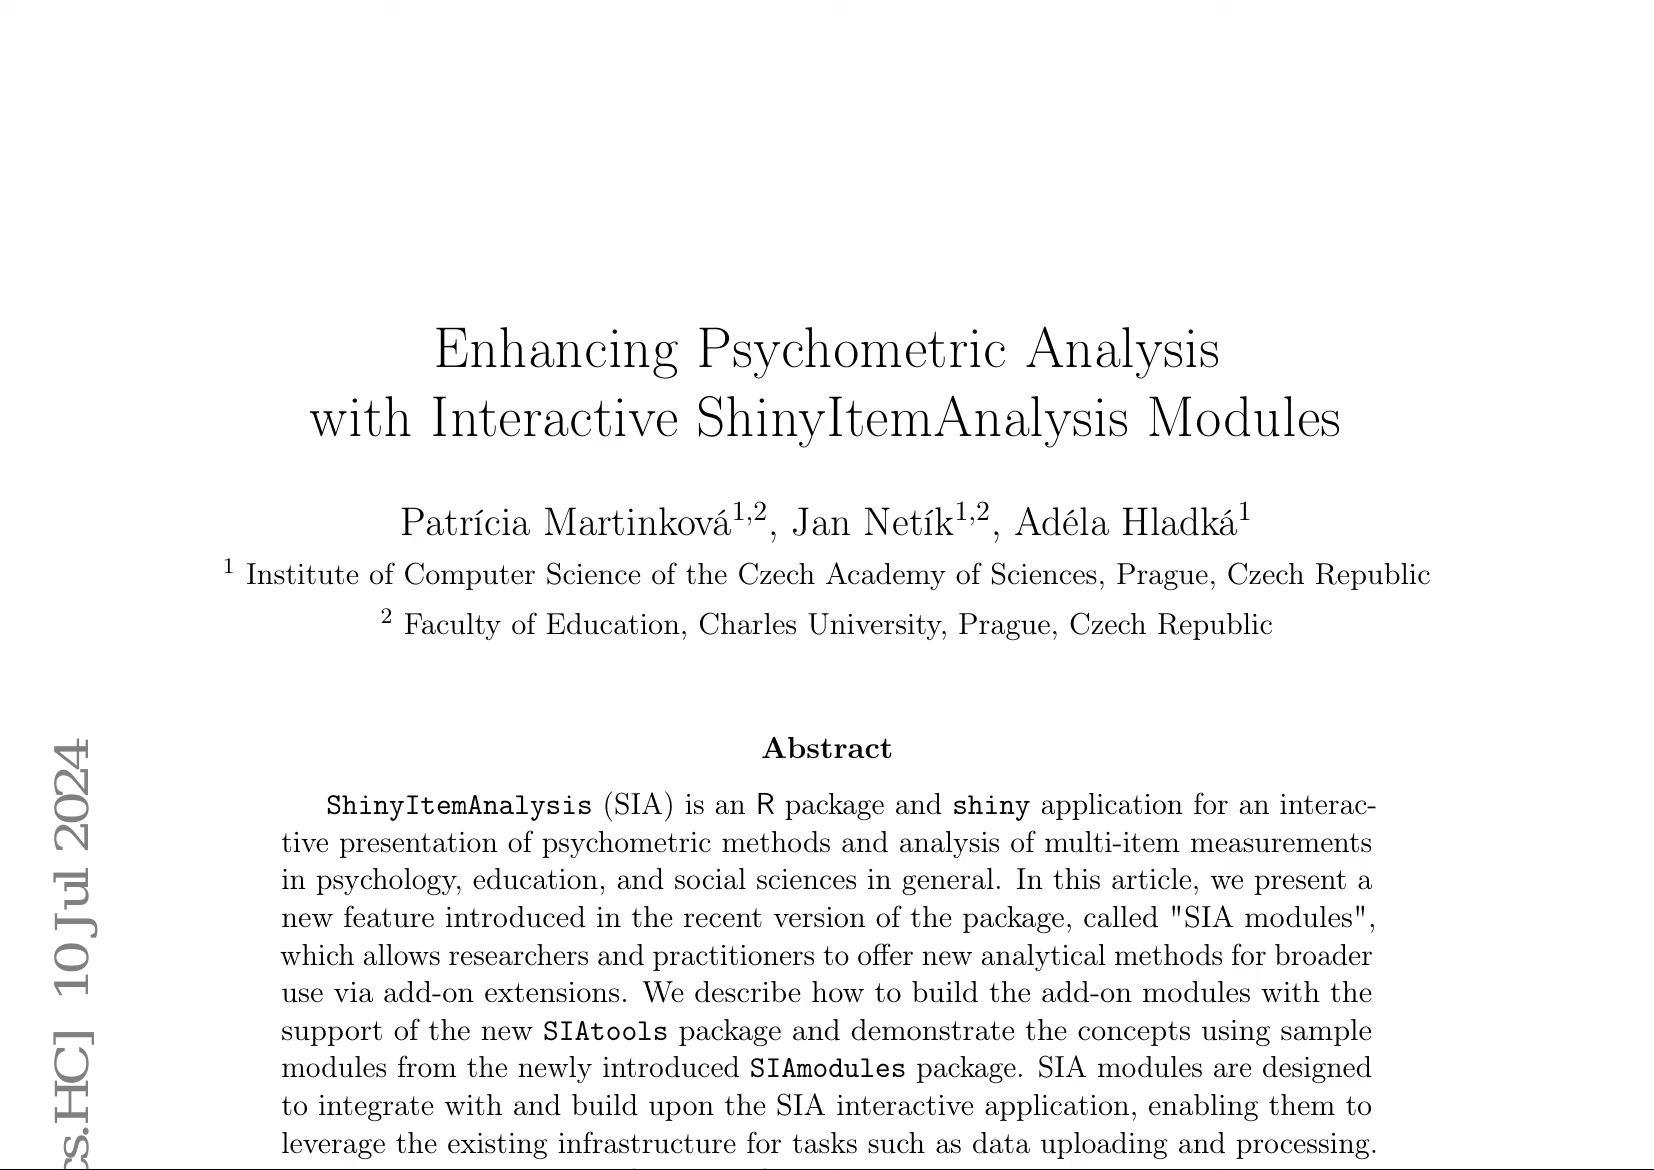 Enhancing Psychometric Analysis
with Interactive ShinyItemAnalysis Modules
Patrícia Martinková1,2, Jan Netík1,2, Adéla Hladká1
1 Institute of Computer Science of the Czech Academy of Sciences, Prague, Czech Republic
2 Faculty of Education, Charles University, Prague, Czech Republic
Abstract
ShinyItemAnalysis (SIA) is an R package and shiny application for an interac-
tive presentation of psychometric methods and analysis of multi-item measurements
in psychology, education, and social sciences in general. In this article, we present a
new feature introduced in the recent version of the package, called "SIA modules",
which allows researchers and practitioners to offer new analytical methods for broader
use via add-on extensions. We describe how to build the add-on modules with the
support of the new SIAtools package and demonstrate the concepts using sample
modules from the newly introduced SIAmodules package. SIA modules are designed
to integrate with and build upon the SIA interactive application, enabling them to
leverage the existing infrastructure for tasks such as data uploading and processing.
cs.HC] 10 Jul 2024